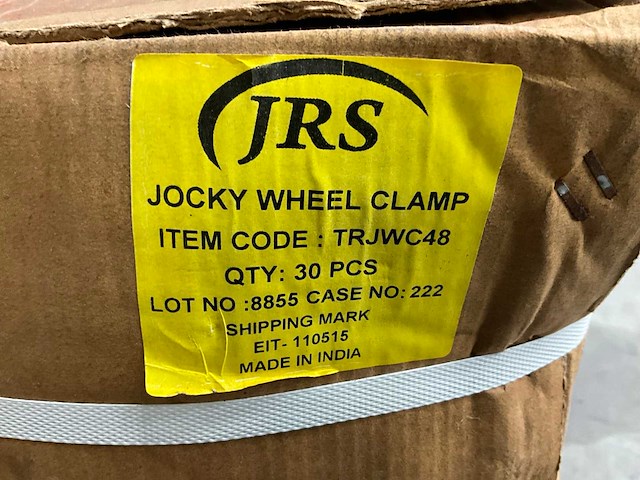 JRS
JOCKY WHEEL CLAMP
ITEM CODE : TRJWC48
QTY: 30 PCS
LOT NO :8855 CASE NO: 222
SHIPPING MARK
EIT- 110515
MADE IN INDIA